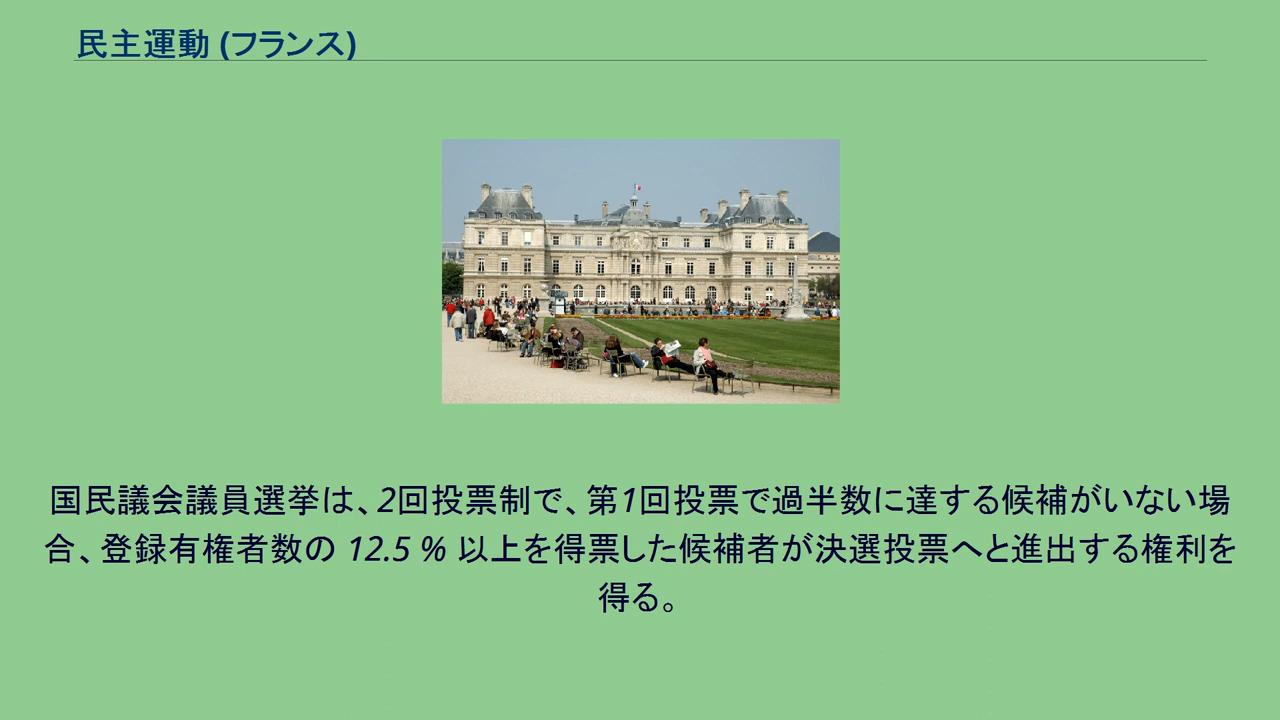 民主運動 (フランス)
国民議会議員選挙は、2回投票制で、第1回投票で過半数に達する候補がいない場
合、登録有権者数の 12.5 % 以上を得票した候補者が決選投票へと進出する権利を
得る。